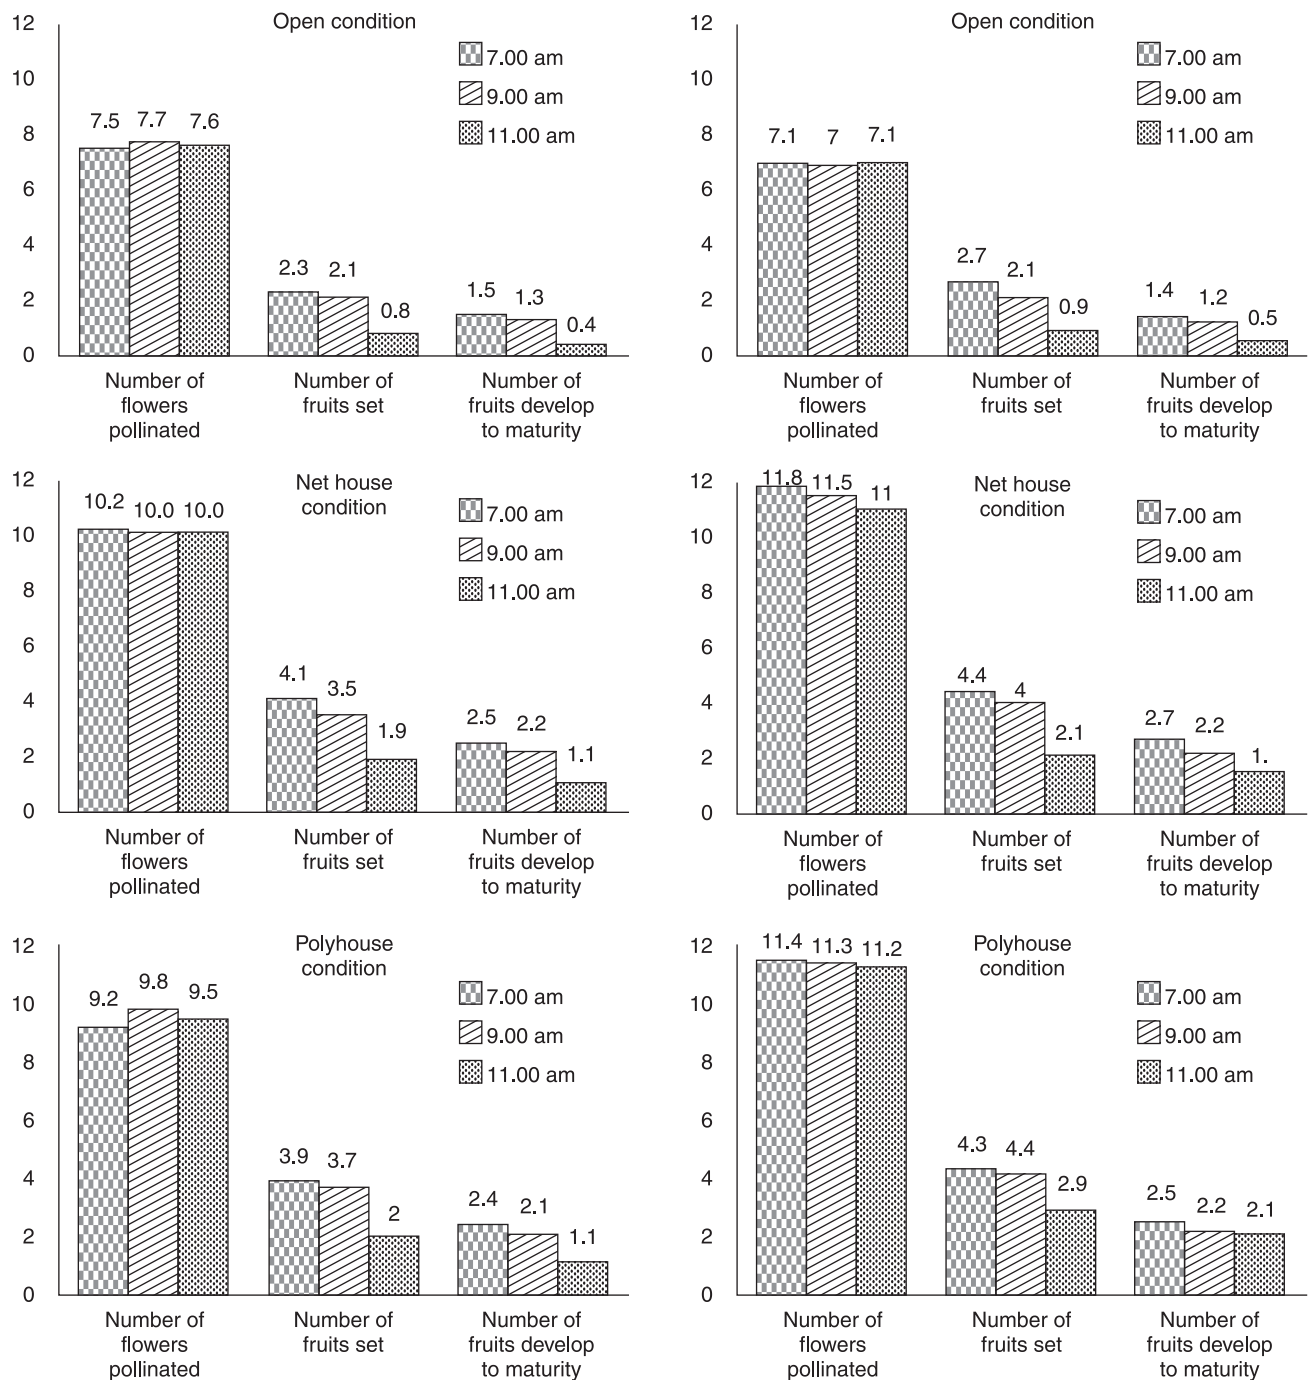 Open condition
12
10
8
6
4
2
0
7.00 am
9.00 am
11.00 am
7.5 7.7 7.6
2.3 2.1 0.8
1.5 1.3 0.4
Number of flowers pollinated
Number of fruits set
Number of fruits develop to maturity
Open condition
12
10
8
6
4
2
0
7.00 am
9.00 am
11.00 am
7.1 7 7.1
2.7 2.1 0.9
1.4 1.2 0.5
Number of
flowers
pollinated
Number of
fruits set
Number of
fruits develop
to maturity
Net house
condition
12
10
8
6
4
2
0
7.00 am
9.00 am
11.00 am
10.2 10.0 10.0
4.1 3.5 1.9
2.5 2.2 1.1
Number of
flowers
pollinated
Number of
fruits set
Number of
fruits develop
to maturity
Net house
condition
12
10
8
6
4
2
0
7.00 am
9.00 am
11.00 am
11.8 11.5 11
4.4 4 2.1
2.7 2.2 1.
Number of
flowers
pollinated
Number of
fruits set
Number of
fruits develop
to maturity
Polyhouse
condition
12
10
8
6
4
2
0
7.00 am
9.00 am
11.00 am
9.2 9.8 9.5
3.9 3.7 2
2.4 2.1 1.1
Number of
flowers
pollinated
Number of
fruits set
Number of
fruits develop
to maturity
Polyhouse
condition
12
10
8
6
4
2
0
7.00 am
9.00 am
11.00 am
11.4 11.3 11.2
4.3 4.4 2.9
2.5 2.2 2.1
Number of
flowers
pollinated
Number of
fruits set
Number of
fruits develop
to maturity